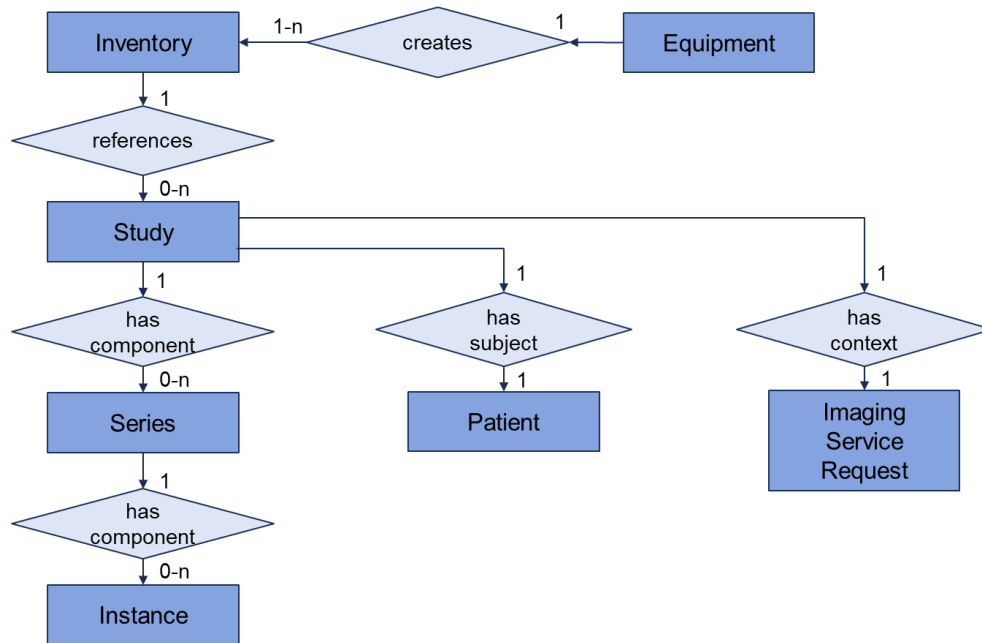 Inventory
1-n
creates
1
Equipment
1
references
0-n
Study
1
1
1
has
component
has
subject
has
context
0-n
1
1
Series
Patient
Imaging
Service
Request
1
has
component
0-n
Instance